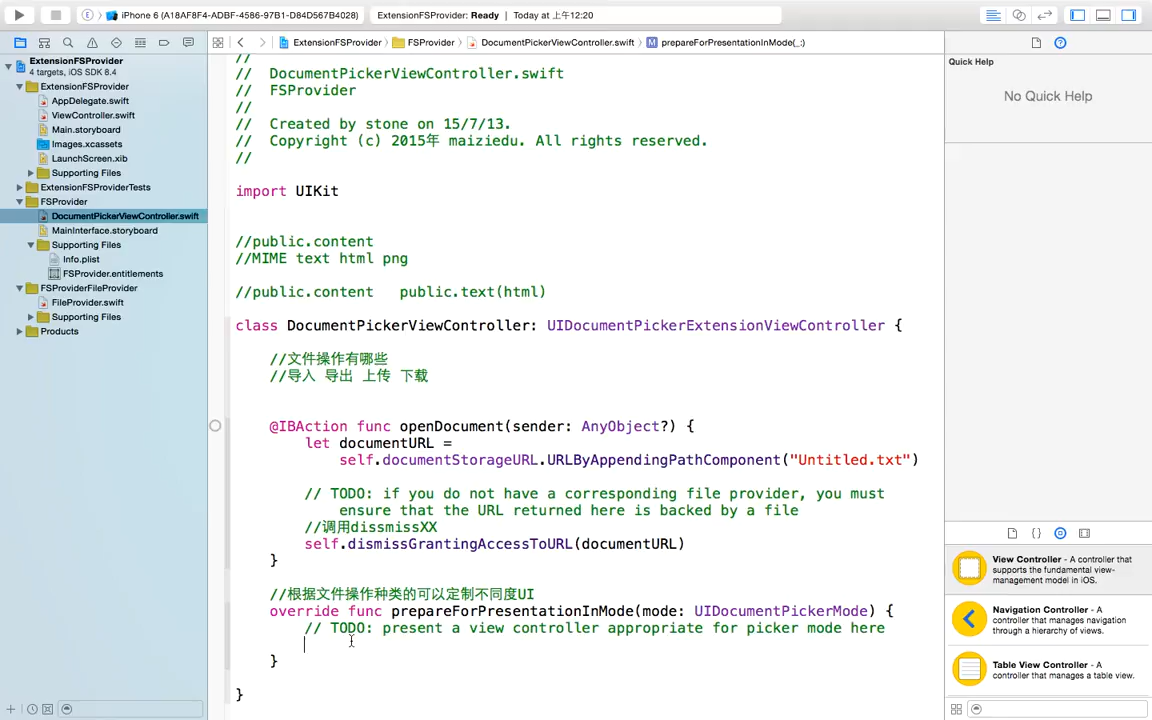 iPhone 6 (A18AF8F4-ADBF-4586-97B1-D84D567B4028)
ExtensionFSProvider: Ready | Today at 上午12:20
ExtensionFSProvider
FSProvider
DocumentPickerViewController.swift
M prepareForPresentationInMode(_:)
ExtensionFSProvider
4 targets, iOS SDK 8.4
ExtensionFSProvider
AppDelegate.swift
ViewController.swift
Main.storyboard
Images.xcassets
LaunchScreen.xib
Supporting Files
ExtensionFSProviderTests
FSProvider
DocumentPickerViewController.swift
MainInterface.storyboard
Supporting Files
Info.plist
FSProvider.entitlements
FSProviderFileProvider
FileProvider.swift
Supporting Files
Products
//
//  DocumentPickerViewController.swift
//  FSProvider
//
//  Created by stone on 15/7/13.
//  Copyright (c) 2015年 maiziedu. All rights reserved.
//
import UIKit
//public.content
//MIME text html png
//public.content   public.text(html)
class DocumentPickerViewController: UIDocumentPickerExtensionViewController {
//文件操作有哪些
//导入 导出 上传 下载
@IBAction func openDocument(sender: AnyObject?) {
let documentURL =
self.documentStorageURL.URLByAppendingPathComponent("Untitled.txt")
// TODO: if you do not have a corresponding file provider, you must
ensure that the URL returned here is backed by a file
//调用dissmissXX
self.dismissGrantingAccessToURL(documentURL)
}
//根据文件操作种类的可以定制不同度UI
override func prepareForPresentationInMode(mode: UIDocumentPickerMode) {
// TODO: present a view controller appropriate for picker mode here
}
}
Quick Help
No Quick Help
View Controller - A controller that
supports the fundamental view-
management model in iOS.
Navigation Controller - A
controller that manages navigation
through a hierarchy of views.
Table View Controller - A
controller that manages a table view.